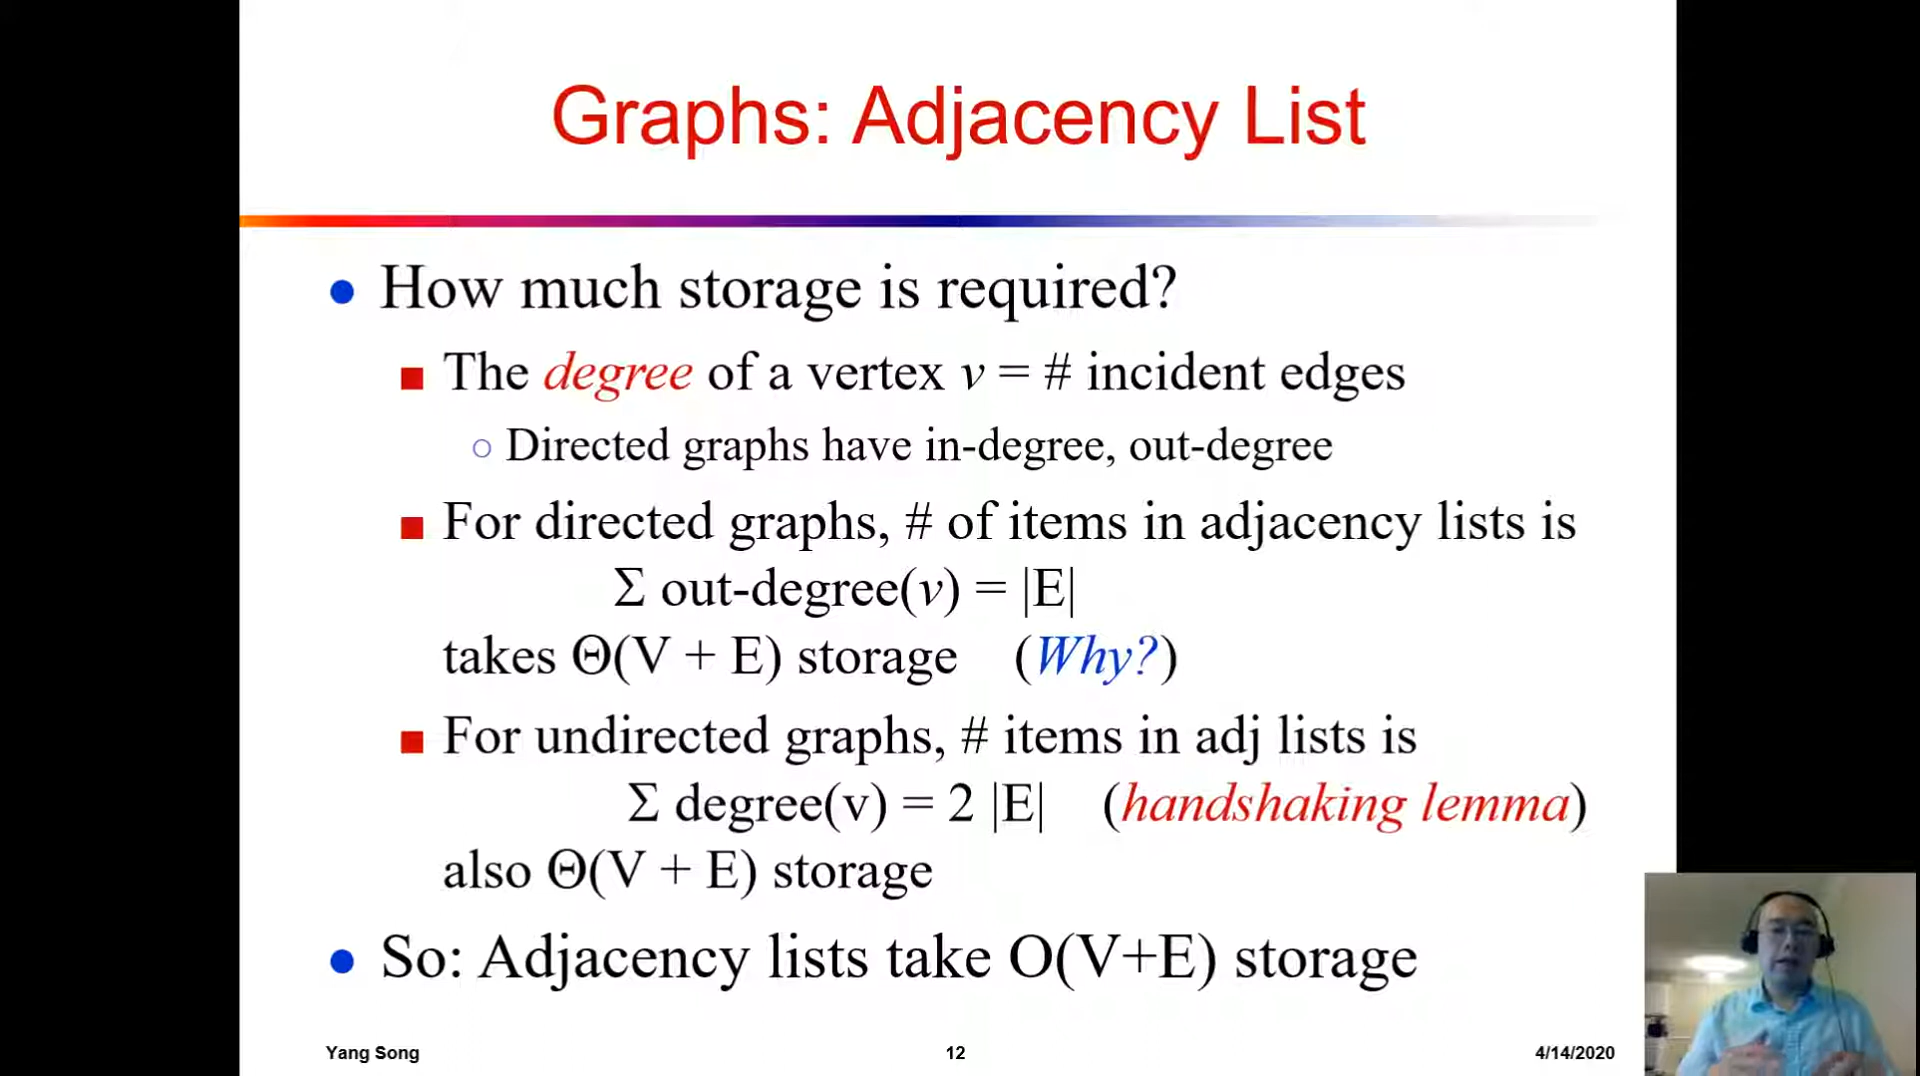 Graphs: Adjacency List
● How much storage is required?
■ The degree of a vertex v = # incident edges
○ Directed graphs have in-degree, out-degree
■ For directed graphs, # of items in adjacency lists is
Σ out-degree(v) = |E|
takes Θ(V + E) storage (Why?)
■ For undirected graphs, # items in adj lists is
Σ degree(v) = 2 |E| (handshaking lemma)
also Θ(V + E) storage
● So: Adjacency lists take O(V+E) storage
Yang Song 12 4/14/2020